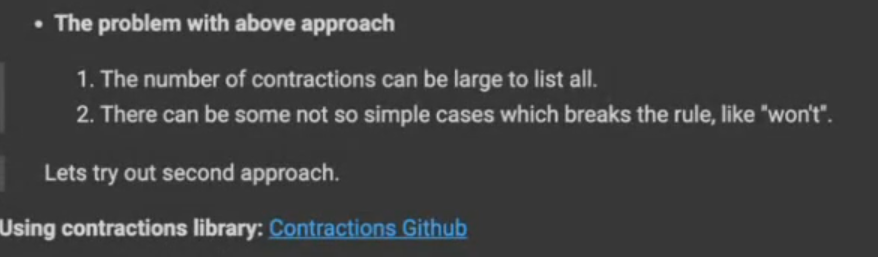 • The problem with above approach
1. The number of contractions can be large to list all.
2. There can be some not so simple cases which breaks the rule, like "won't".
Lets try out second approach.
Using contractions library: Contractions Github